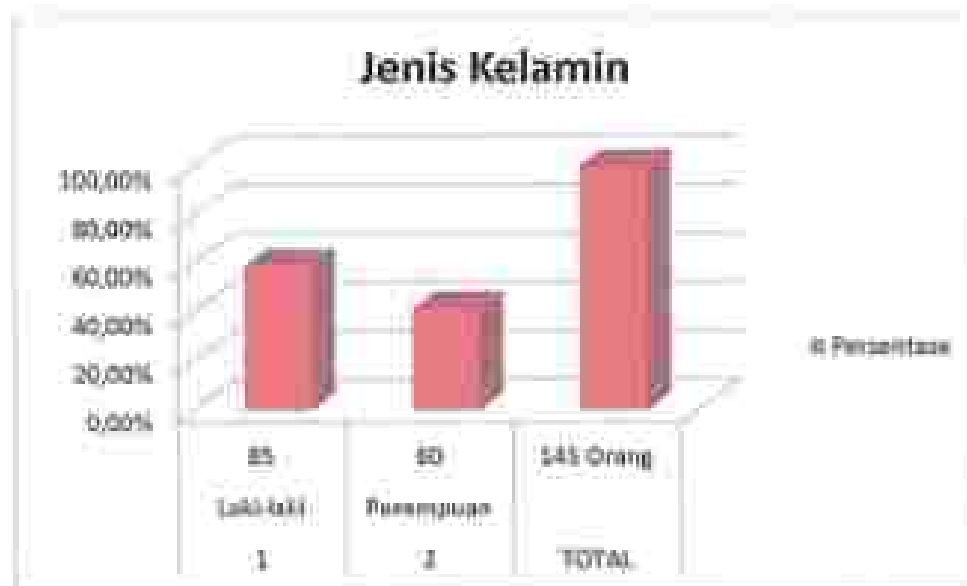 Jenis Kelamin
100,00%
80,00%
60,00%
40,00%
20,00%
0,00%
Persentase
85 60 145 Orang
Laki-laki Perempuan
1 2 TOTAL